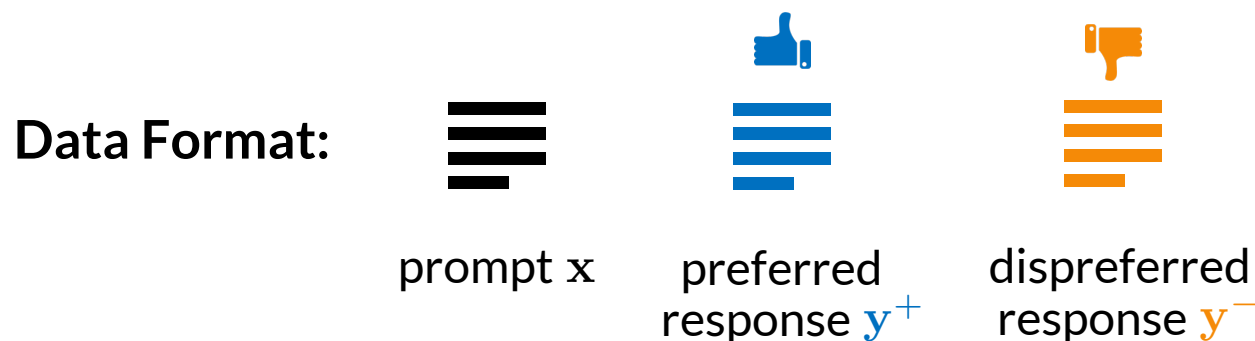 Data Format:
prompt x
preferred
response y⁺
dispreferred
response y⁻